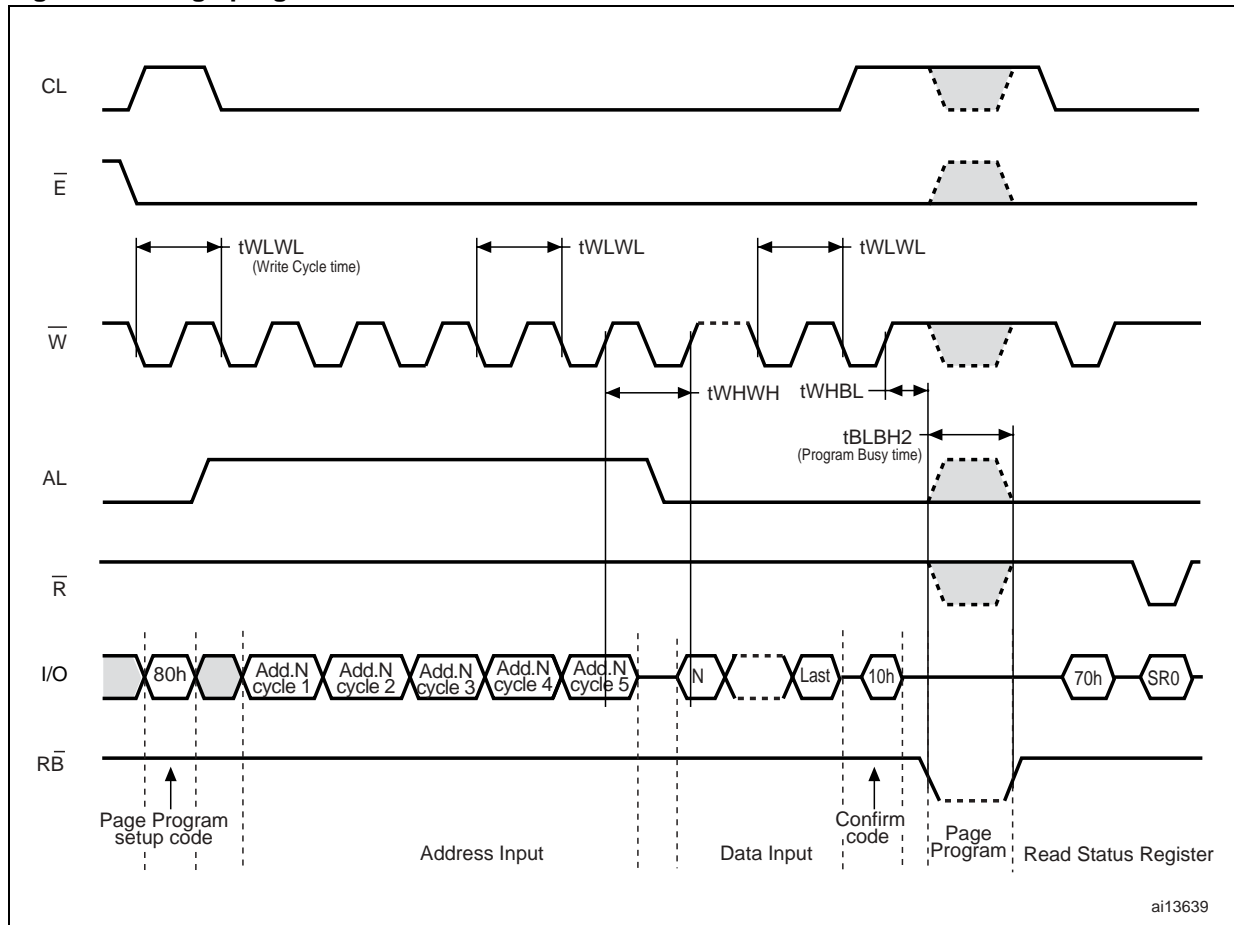 CL
E
tWLWL
(Write Cycle time)
tWLWL
tWLWL
W
tWHWH
tWHBL
tBLBH2
(Program Busy time)
AL
R
I/O
80h
Add.N
cycle 1
Add.N
cycle 2
Add.N
cycle 3
Add.N
cycle 4
Add.N
cycle 5
N
Last
10h
70h
SR0
RB
Page Program
setup code
Address Input
Data Input
Confirm
code
Page
Program
Read Status Register
ai13639